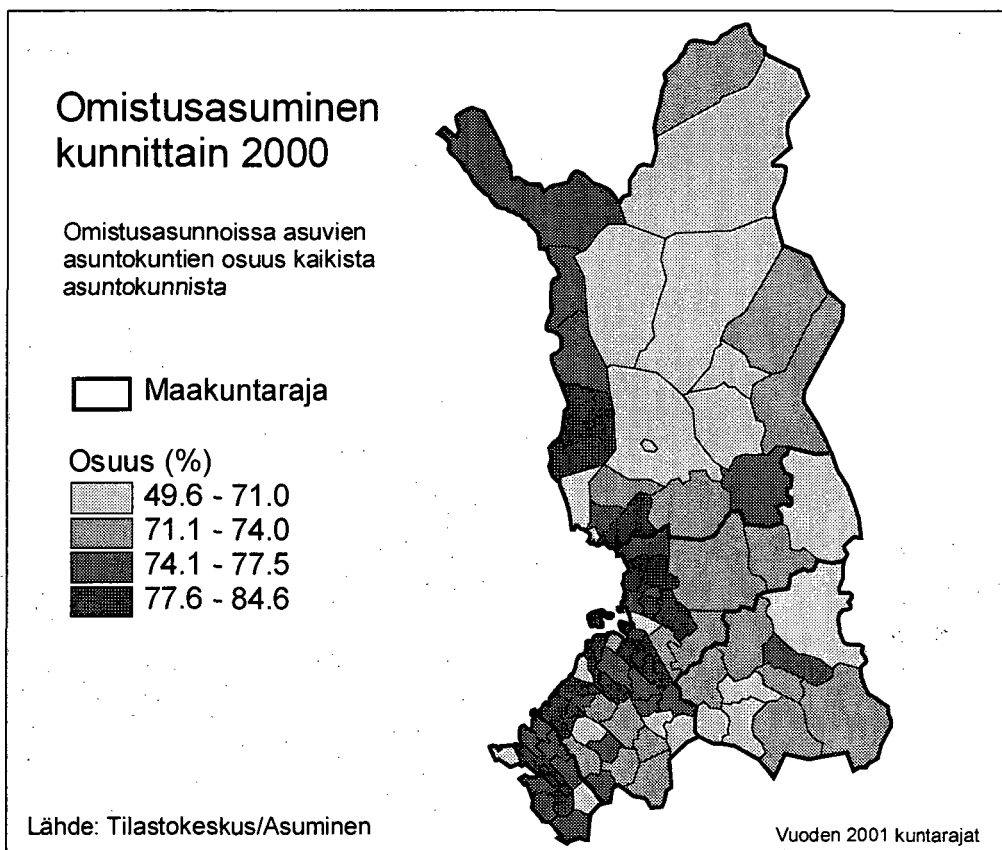 Omistusasuminen
kunnittain 2000
Omistusasunnoissa asuvien
asuntokuntien osuus kaikista
asuntokunnista
Maakuntaraja
Osuus (%)
49.6 - 71.0
71.1 - 74.0
74.1 - 77.5
77.6 - 84.6
Lähde: Tilastokeskus/Asuminen
Vuoden 2001 kuntarajat